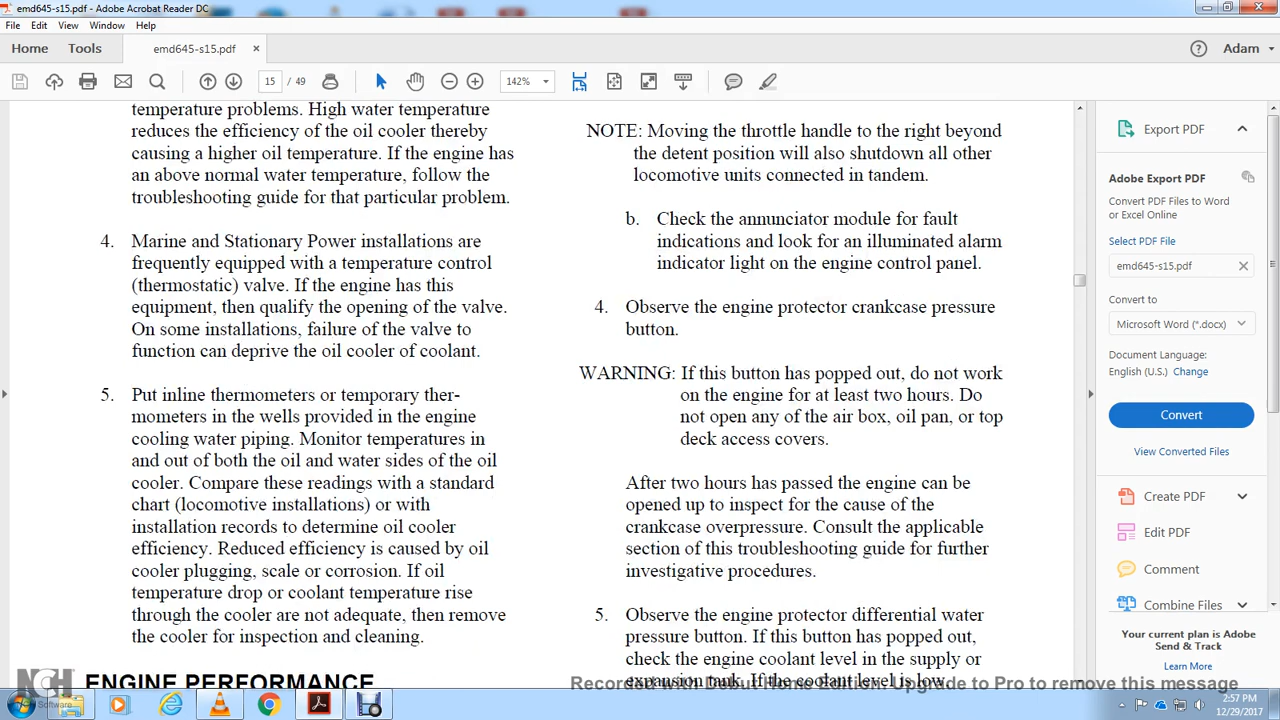 emd645-s15.pdf - Adobe Acrobat Reader DC
File Edit View Window Help
Home Tools emd645-s15.pdf × Adam
15 / 49 142%
temperature problems. High water temperature
reduces the efficiency of the oil cooler thereby
causing a higher oil temperature. If the engine has
an above normal water temperature, follow the
troubleshooting guide for that particular problem.
4. Marine and Stationary Power installations are
frequently equipped with a temperature control
(thermostatic) valve. If the engine has this
equipment, then qualify the opening of the valve.
On some installations, failure of the valve to
function can deprive the oil cooler of coolant.
5. Put inline thermometers or temporary ther-
mometers in the wells provided in the engine
cooling water piping. Monitor temperatures in
and out of both the oil and water sides of the oil
cooler. Compare these readings with a standard
chart (locomotive installations) or with
installation records to determine oil cooler
efficiency. Reduced efficiency is caused by oil
cooler plugging, scale or corrosion. If oil
temperature drop or coolant temperature rise
through the cooler are not adequate, then remove
the cooler for inspection and cleaning.
ENGINE PERFORMANCE
NOTE: Moving the throttle handle to the right beyond
the detent position will also shutdown all other
locomotive units connected in tandem.
b. Check the annunciator module for fault
indications and look for an illuminated alarm
indicator light on the engine control panel.
4. Observe the engine protector crankcase pressure
button.
WARNING: If this button has popped out, do not work
on the engine for at least two hours. Do
not open any of the air box, oil pan, or top
deck access covers.
After two hours has passed the engine can be
opened up to inspect for the cause of the
crankcase overpressure. Consult the applicable
section of this troubleshooting guide for further
investigative procedures.
5. Observe the engine protector differential water
pressure button. If this button has popped out,
check the engine coolant level in the supply or
expansion tank. If the coolant level is low,
Export PDF
Adobe Export PDF
Convert PDF Files to Word
or Excel Online
Select PDF File
emd645-s15.pdf
Convert to
Microsoft Word (*.docx)
Document Language:
English (U.S.) Change
Convert
View Converted Files
Create PDF
Edit PDF
Comment
Combine Files
Your current plan is Adobe
Send & Track
Learn More
NCH
Software
Recorded with Home Edition. Upgrade to Pro to remove this message
2:57 PM
12/29/2017